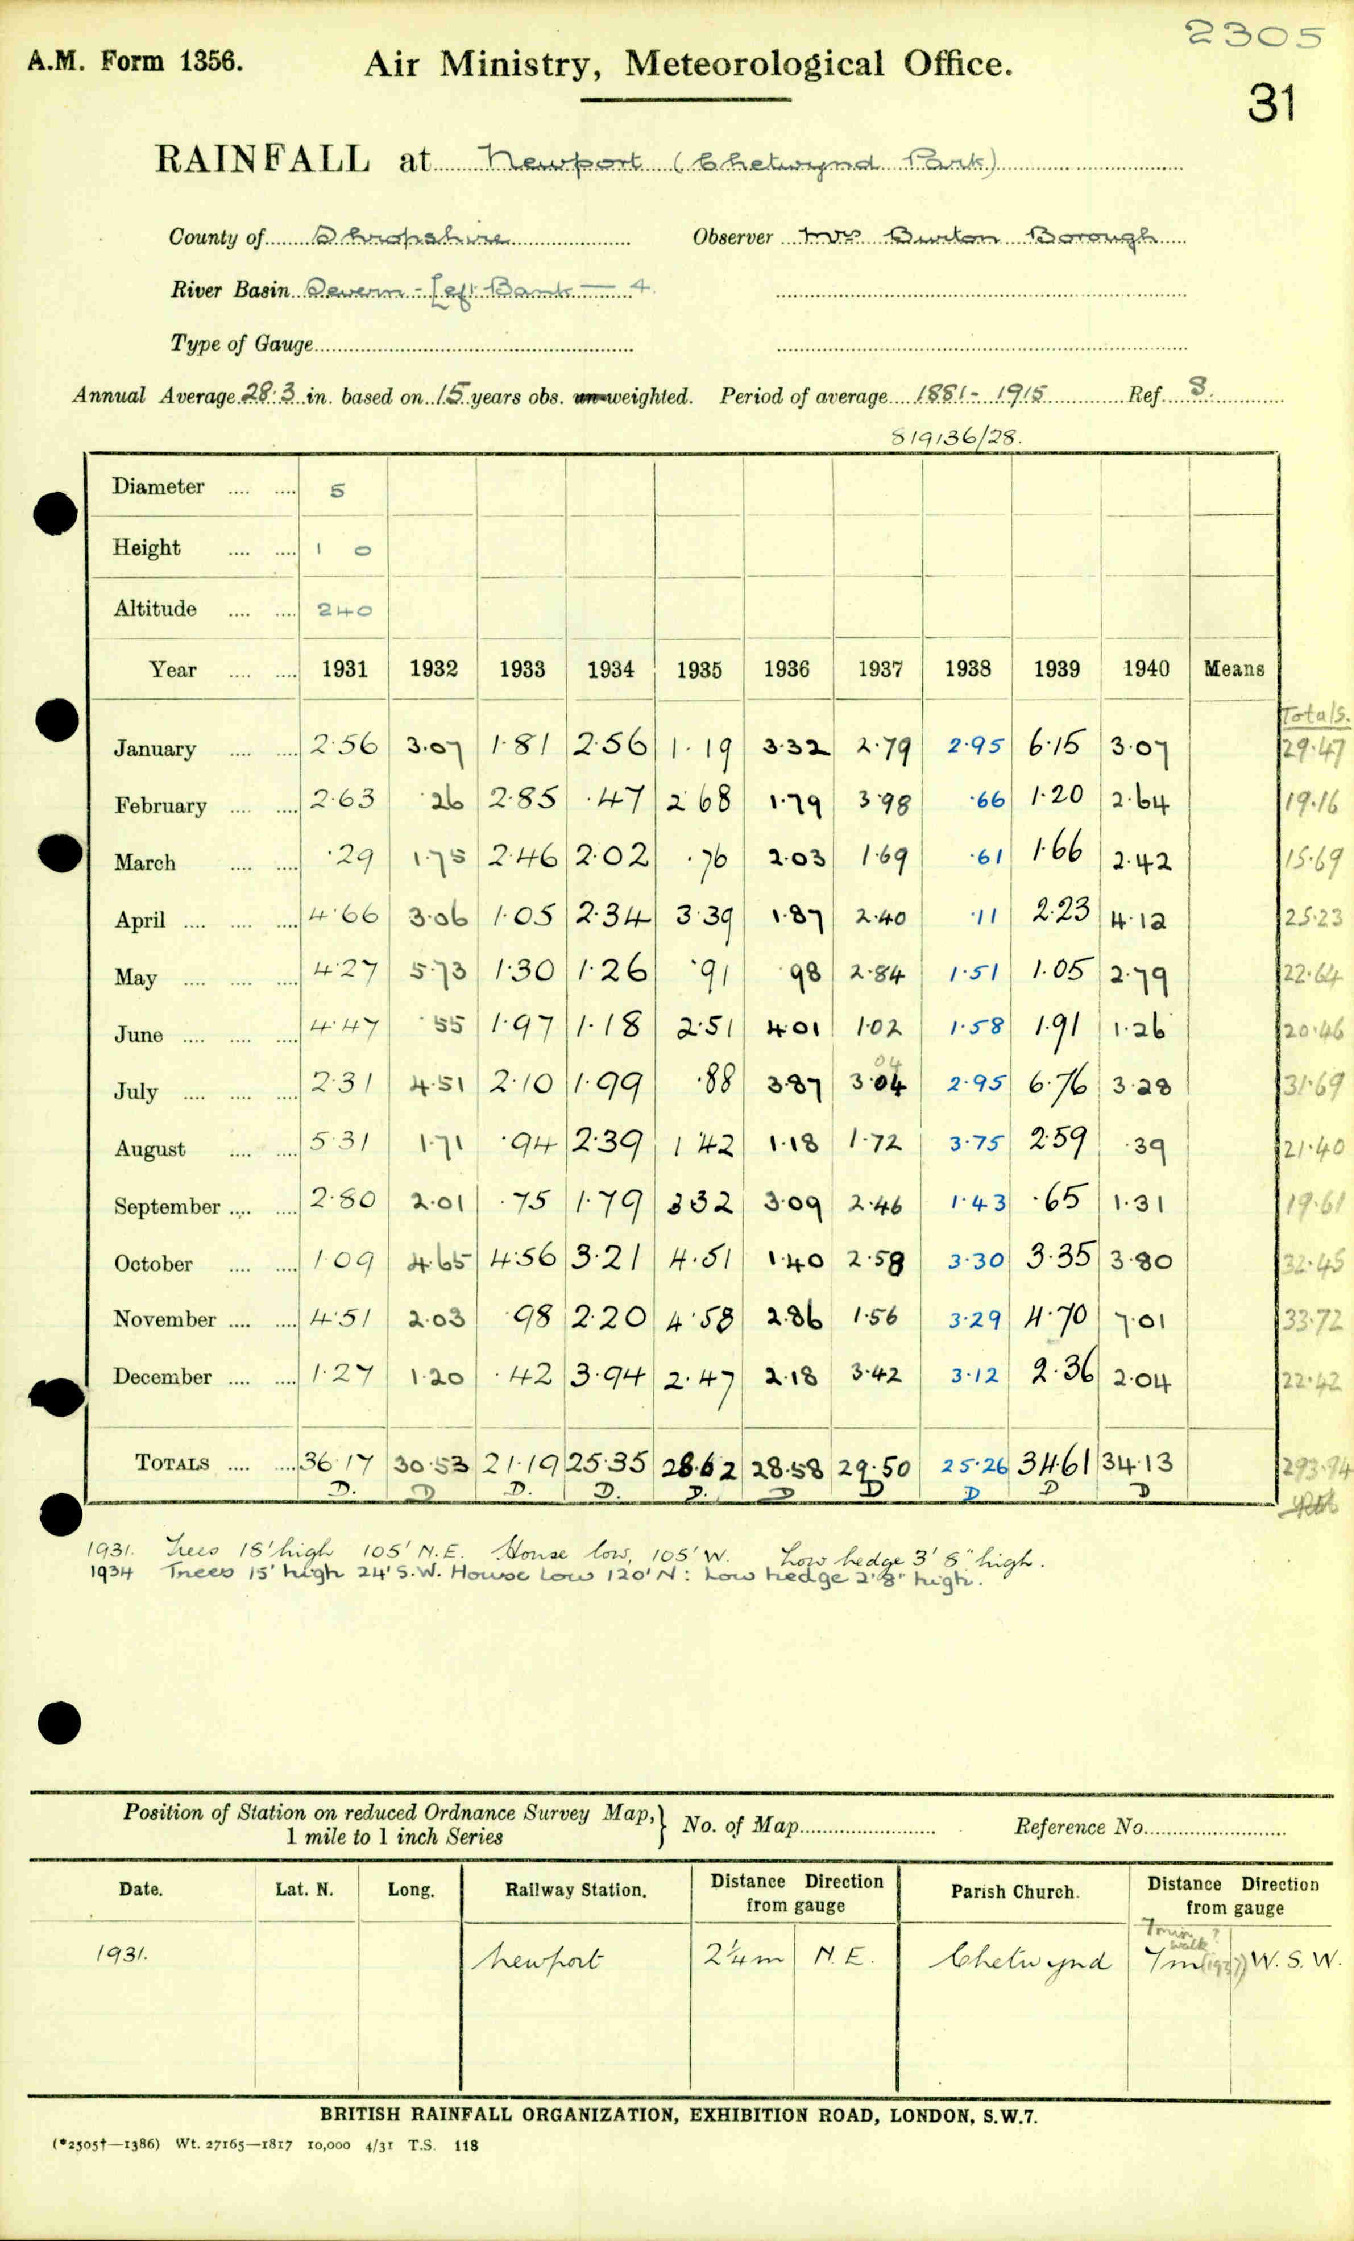 2305
A.M. Form 1356. Air Ministry, Meteorological Office.
31
RAINFALL at Newport (Chetwynd Park)
County of Shropshire Observer Mrs Burton Borough
River Basin Severn - Left Bank — 4.
Type of Gauge
Annual Average 28.3 in. based on 15 years obs. un-weighted. Period of average 1881 - 1915 Ref. 8.
819136/28.
Diameter 5
Height 1 0
Altitude 240
Year 1931 1932 1933 1934 1935 1936 1937 1938 1939 1940 Means
Totals.
January 2.56 3.07 1.81 2.56 1.19 3.32 2.79 2.95 6.15 3.07 29.47
February 2.63 .26 2.85 .47 2.68 1.79 3.98 .66 1.20 2.64 19.16
March .29 1.75 2.46 2.02 .76 2.03 1.69 .61 1.66 2.42 15.69
April 4.66 3.06 1.05 2.34 3.39 1.87 2.40 .11 2.23 4.12 25.23
May 4.27 5.73 1.30 1.26 .91 .98 2.84 1.51 1.05 2.79 22.64
June 4.47 .55 1.97 1.18 2.51 4.01 1.02 1.58 1.91 1.26 20.46
04
July 2.31 4.51 2.10 1.99 .88 3.87 3.04 2.95 6.76 3.28 31.69
August 5.31 1.71 .94 2.39 1.42 1.18 1.72 3.75 2.59 .39 21.40
September 2.80 2.01 .75 1.79 3.32 3.09 2.46 1.43 .65 1.31 19.61
October 1.09 4.65 4.56 3.21 4.51 1.40 2.58 3.30 3.35 3.80 32.45
November 4.51 2.03 .98 2.20 4.58 2.86 1.56 3.29 4.70 7.01 33.72
December 1.27 1.20 .42 3.94 2.47 2.18 3.42 3.12 2.36 2.04 22.42
TOTALS 36.17 30.53 21.19 25.35 28.62 28.58 29.50 25.26 34.61 34.13 293.94
D. D D. D. D. D D D D D
1931. Trees 18' high 105' N.E. House low, 105' W. Low hedge 3' 8" high.
1934 Trees 15' high 24' S.W. House Low 120' N: Low hedge 2' 8" high.
Position of Station on reduced Ordnance Survey Map,
1 mile to 1 inch Series
No. of Map Reference No.
Date. Lat. N. Long. Railway Station. Distance Direction from gauge Parish Church. Distance Direction from gauge
7 min walk ?
1931. Newport 2¼m N.E. Chetwynd 7m (1937) W.S.W.
BRITISH RAINFALL ORGANIZATION, EXHIBITION ROAD, LONDON, S.W.7.
(*2505†—1386) Wt. 27165—1817 10,000 4/31 T.S. 118